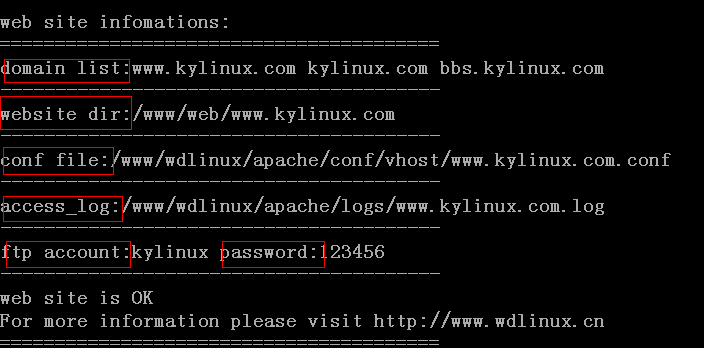 web site infomations:
========================================
domain list:www.kylinux.com kylinux.com bbs.kylinux.com
----------------------------------------
website dir:/www/web/www.kylinux.com
----------------------------------------
conf file:/www/wdlinux/apache/conf/vhost/www.kylinux.com.conf
----------------------------------------
access_log:/www/wdlinux/apache/logs/www.kylinux.com.log
----------------------------------------
ftp account:kylinux password:123456
----------------------------------------
web site is OK
For more information please visit http://www.wdlinux.cn
========================================